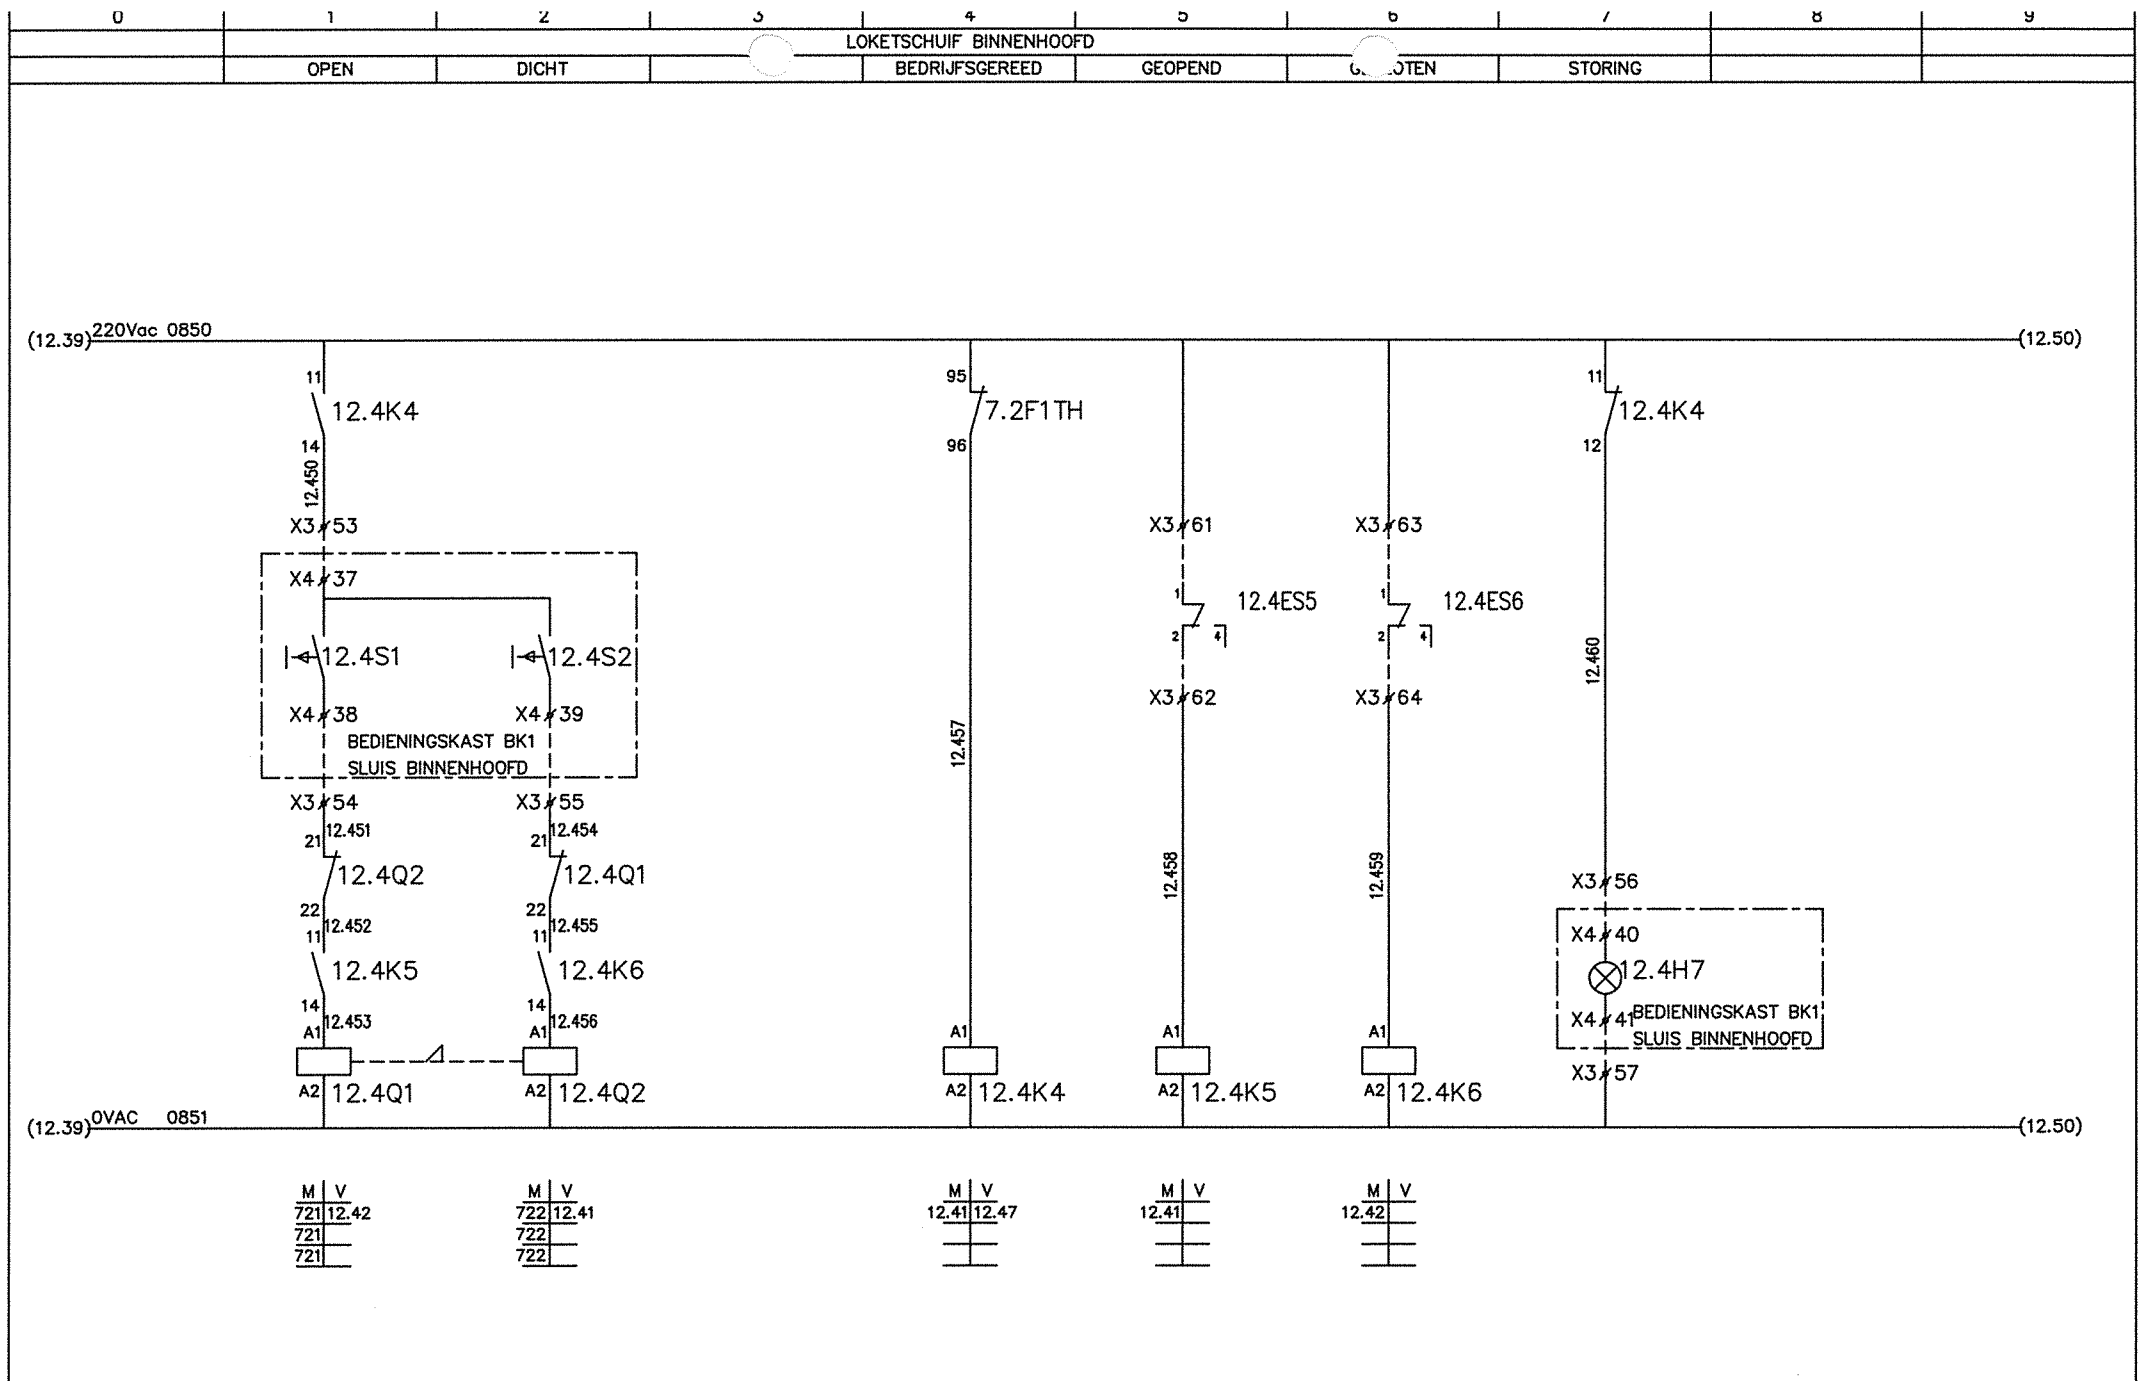 0 1 2 3 4 5 6 7 8 9
LOKETSCHUIF BINNENHOOFD
OPEN DICHT BEDRIJFSGEREED GEOPEND OTEN STORING
(12.39) 220Vac 0850 (12.50)
11 95 11
12.4K4 7.2F1TH 12.4K4
14 96 12
12.450
X3 53 X3 61 X3 63
X4 37
1 12.4ES5 1 12.4ES6
2 4 2 4
12.4S1 12.4S2 12.460
X3 62 X3 64
X4 38 X4 39
BEDIENINGSKAST BK1
SLUIS BINNENHOOFD
12.457
X3 54 X3 55
12.451 12.454
21 21
12.4Q2 12.4Q1 12.458 12.459 X3 56
22 22
12.452 12.455
11 11 X4 40
12.4K5 12.4K6 12.4H7
14 14
12.453 12.456 X4 41 BEDIENINGSKAST BK1
A1 A1 A1 A1 A1
SLUIS BINNENHOOFD
X3 57
A2 12.4Q1 A2 12.4Q2 A2 12.4K4 A2 12.4K5 A2 12.4K6
(12.39) 0VAC 0851 (12.50)
M V M V M V M V M V
721 12.42 722 12.41 12.41 12.47 12.41 12.42
721 722
721 722